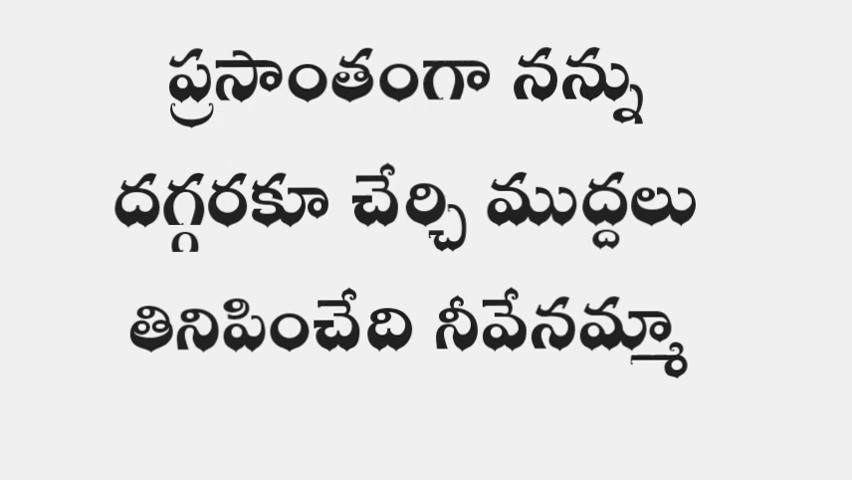 ప్రసాంతంగా నన్ను
దగ్గరకూ చేర్చి ముద్దలు
తినిపించేది నీవేనమ్మా